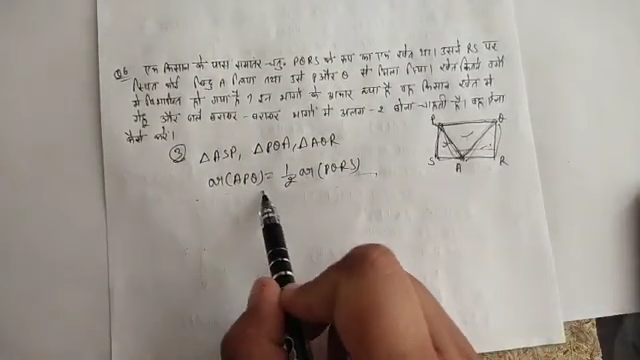 Q6 एक किसान के पास समान्तर चतु॰ PQRS के रूप का एक खेत था। उसने RS पर
स्थित कोई बिन्दु A लिया तथा उसे P और Q से मिला दिया। खेत कितने भागों
में विभाजित हो गया है? इन भागों के आकार क्या है वह किसान खेत में
गेहूं और दालें बराबर-बराबर भागों में अलग-2 बोना चाहती है। वह ऐसा
कैसे करे।
③ △ASP, △PQA, △AQR
ar(APQ) = 1/2 ar(PQRS)
P Q
S A R